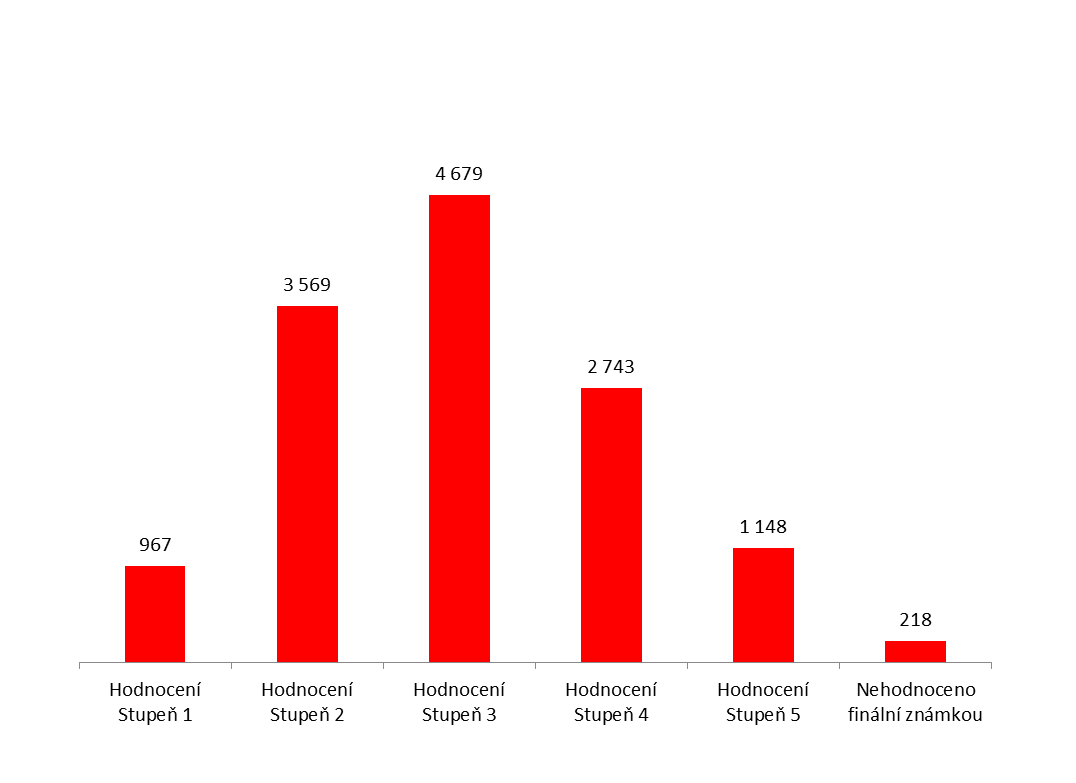 4 679
3 569
2 743
1 148
967
218
Hodnocení
Stupeň 1
Hodnocení
Stupeň 2
Hodnocení
Stupeň 3
Hodnocení
Stupeň 4
Hodnocení
Stupeň 5
Nehodnoceno
finální známkou